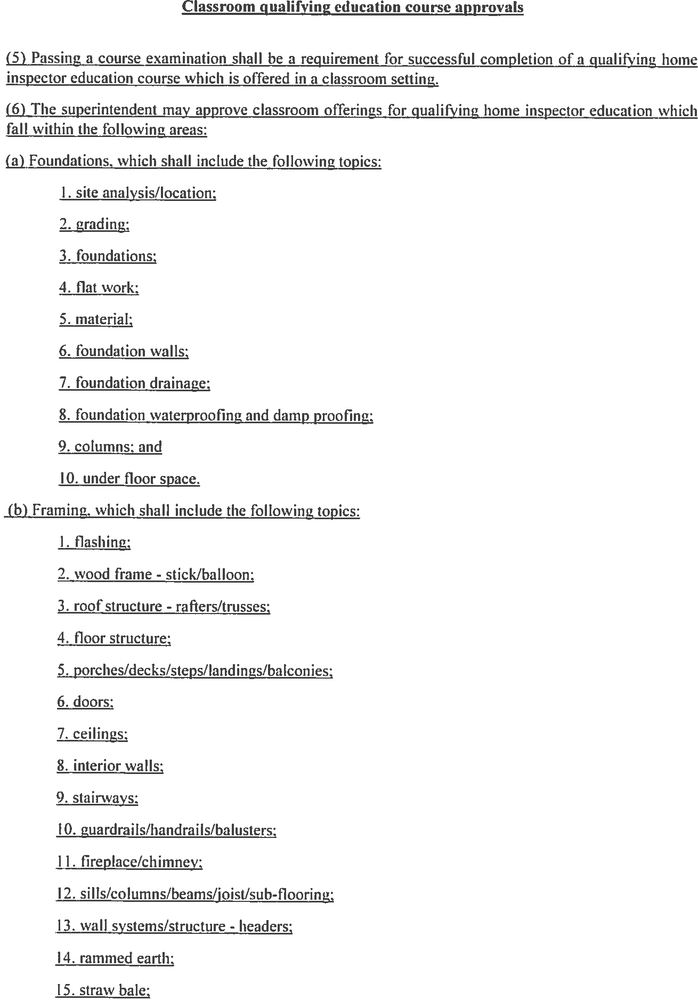 Classroom qualifying education course approvals
(5) Passing a course examination shall be a requirement for successful completion of a qualifying home
inspector education course which is offered in a classroom setting.
(6) The superintendent may approve classroom offerings for qualifying home inspector education which
fall within the following areas:
(a) Foundations, which shall include the following topics:
1. site analysis/location;
2. grading;
3. foundations;
4. flat work;
5. material;
6. foundation walls;
7. foundation drainage;
8. foundation waterproofing and damp proofing;
9. columns; and
10. under floor space.
(b) Framing, which shall include the following topics:
1. flashing;
2. wood frame - stick/balloon;
3. roof structure - rafters/trusses;
4. floor structure;
5. porches/decks/steps/landings/balconies;
6. doors;
7. ceilings;
8. interior walls;
9. stairways;
10. guardrails/handrails/balusters;
11. fireplace/chimney;
12. sills/columns/beams/joist/sub-flooring;
13. wall systems/structure - headers;
14. rammed earth;
15. straw bale;